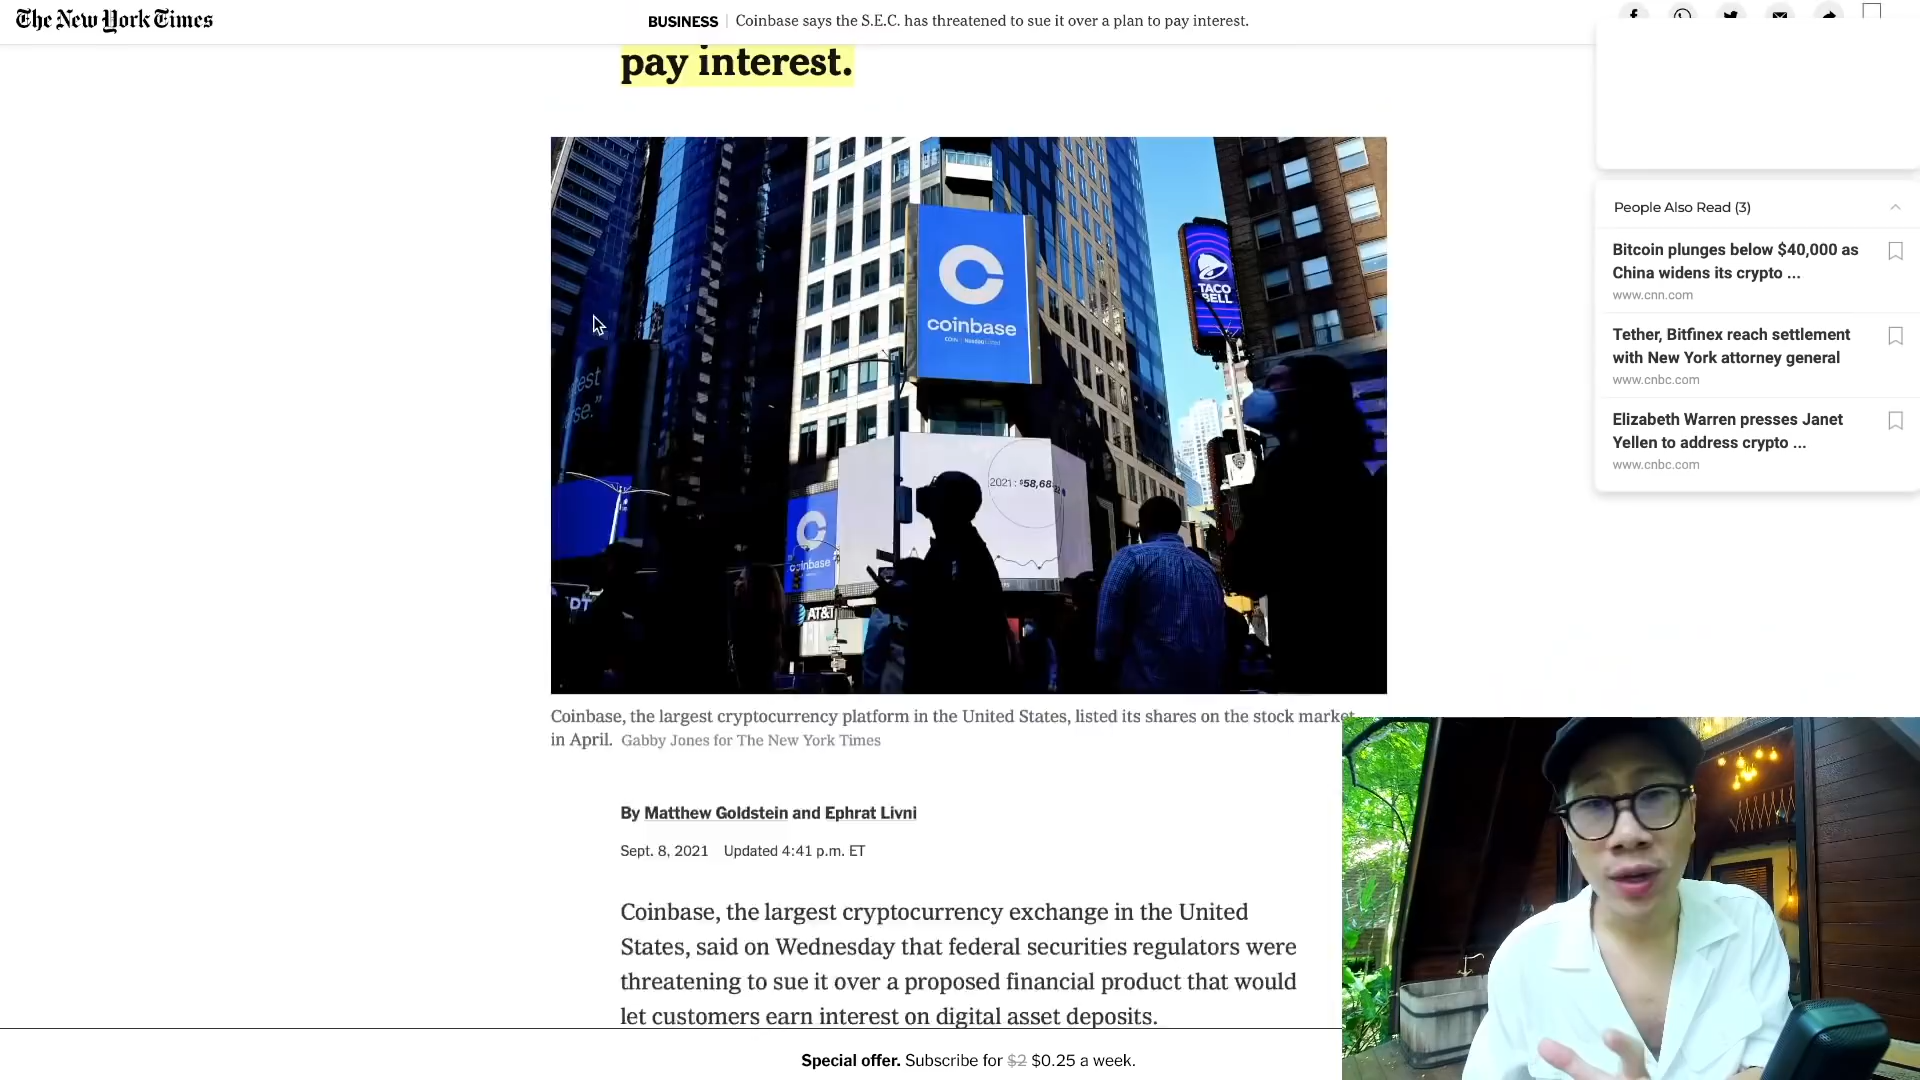 The New York Times
BUSINESS | Coinbase says the S.E.C. has threatened to sue it over a plan to pay interest.
pay interest.
coinbase
COIN | Nasdaq Listed
TACO
BELL
2021 : $58,68
coinbase
AT&T
Coinbase, the largest cryptocurrency platform in the United States, listed its shares on the stock market
in April. Gabby Jones for The New York Times
By Matthew Goldstein and Ephrat Livni
Sept. 8, 2021 Updated 4:41 p.m. ET
Coinbase, the largest cryptocurrency exchange in the United
States, said on Wednesday that federal securities regulators were
threatening to sue it over a proposed financial product that would
let customers earn interest on digital asset deposits.
Special offer. Subscribe for $2 $0.25 a week.
People Also Read (3)
Bitcoin plunges below $40,000 as
China widens its crypto ...
www.cnn.com
Tether, Bitfinex reach settlement
with New York attorney general
www.cnbc.com
Elizabeth Warren presses Janet
Yellen to address crypto ...
www.cnbc.com